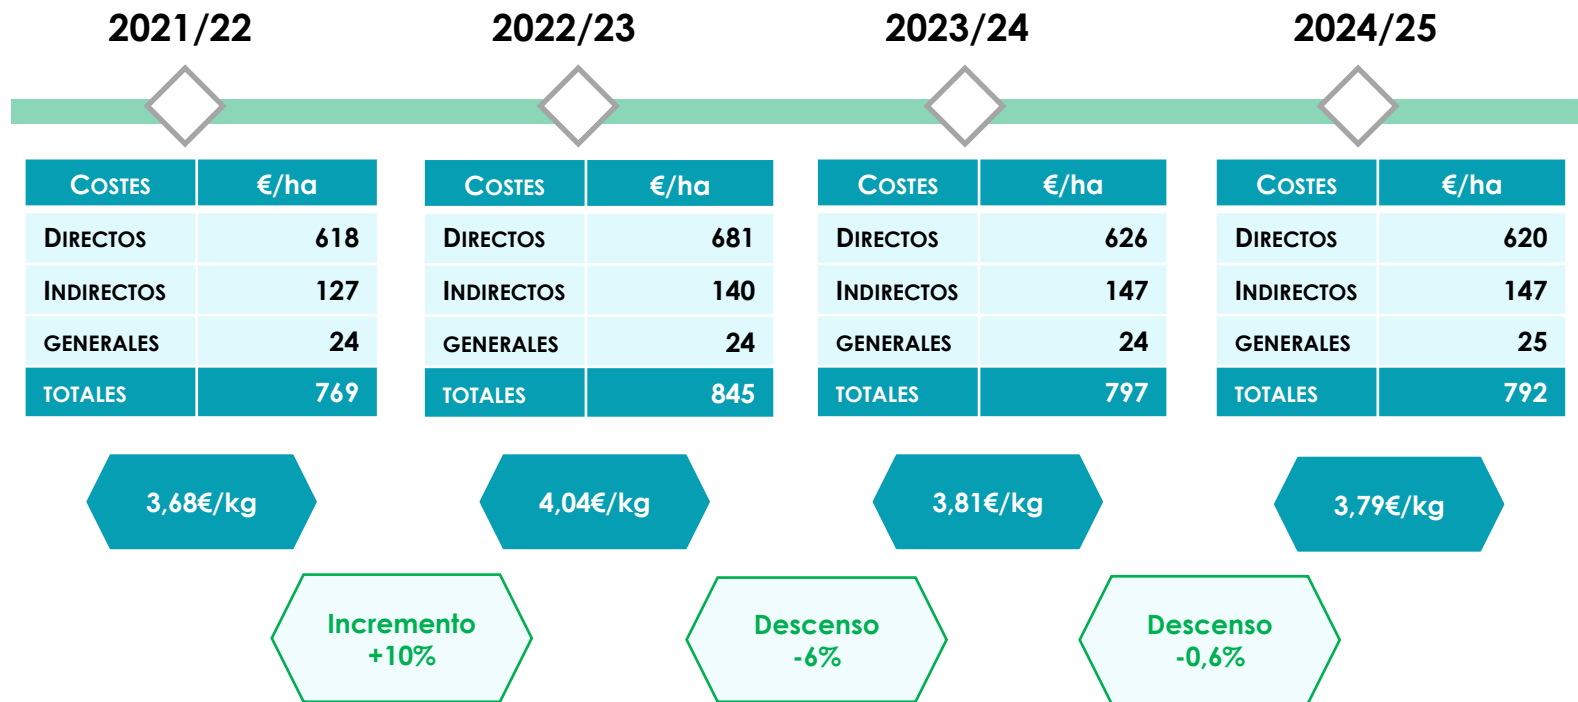 2021/22 2022/23 2023/24 2024/25
COSTES €/ha
DIRECTOS 618
INDIRECTOS 127
GENERALES 24
TOTALES 769
COSTES €/ha
DIRECTOS 681
INDIRECTOS 140
GENERALES 24
TOTALES 845
COSTES €/ha
DIRECTOS 626
INDIRECTOS 147
GENERALES 24
TOTALES 797
COSTES €/ha
DIRECTOS 620
INDIRECTOS 147
GENERALES 25
TOTALES 792
3,68€/kg
4,04€/kg
3,81€/kg
3,79€/kg
Incremento
+10%
Descenso
-6%
Descenso
-0,6%